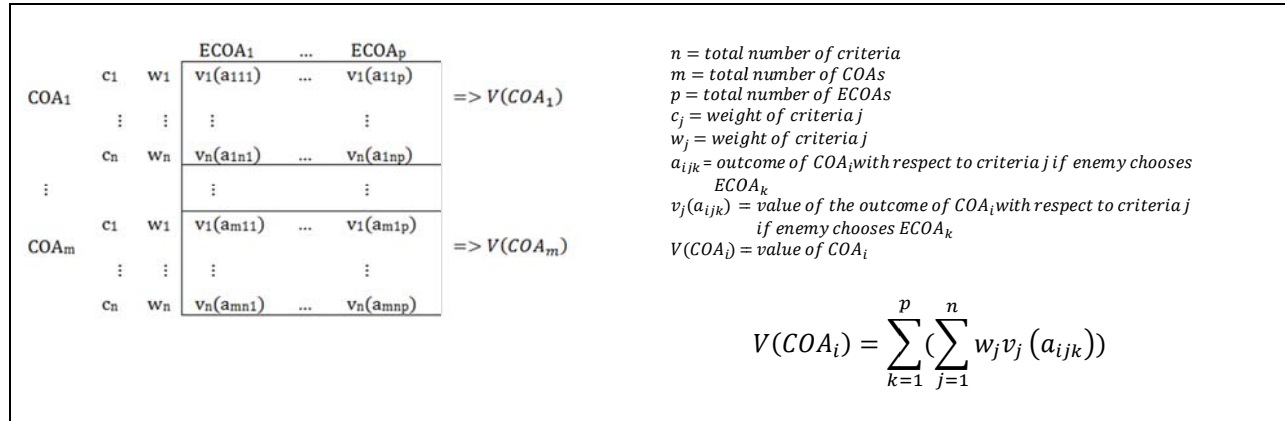 ECOA₁ ... ECOAₚ
c₁ w₁ v₁(a₁₁₁) ... v₁(a₁₁ₚ)
COA₁ => V(COA₁)
⋮ ⋮ ⋮ ⋮
cₙ wₙ vₙ(a₁ₙ₁) ... vₙ(a₁ₙₚ)
⋮ ⋮ ⋮
c₁ w₁ v₁(aₘ₁₁) ... v₁(aₘ₁ₚ)
COAₘ => V(COAₘ)
⋮ ⋮ ⋮ ⋮
cₙ wₙ vₙ(aₘₙ₁) ... vₙ(aₘₙₚ)
n = total number of criteria
m = total number of COAs
p = total number of ECOAs
cⱼ = weight of criteria j
wⱼ = weight of criteria j
aᵢⱼₖ = outcome of COAᵢ with respect to criteria j if enemy chooses
ECOAₖ
vⱼ(aᵢⱼₖ) = value of the outcome of COAᵢ with respect to criteria j
if enemy chooses ECOAₖ
V(COAᵢ) = value of COAᵢ
V(COAᵢ) = ∑ₖ₌₁ᵖ(∑ⱼ₌₁ⁿ wⱼvⱼ (aᵢⱼₖ))